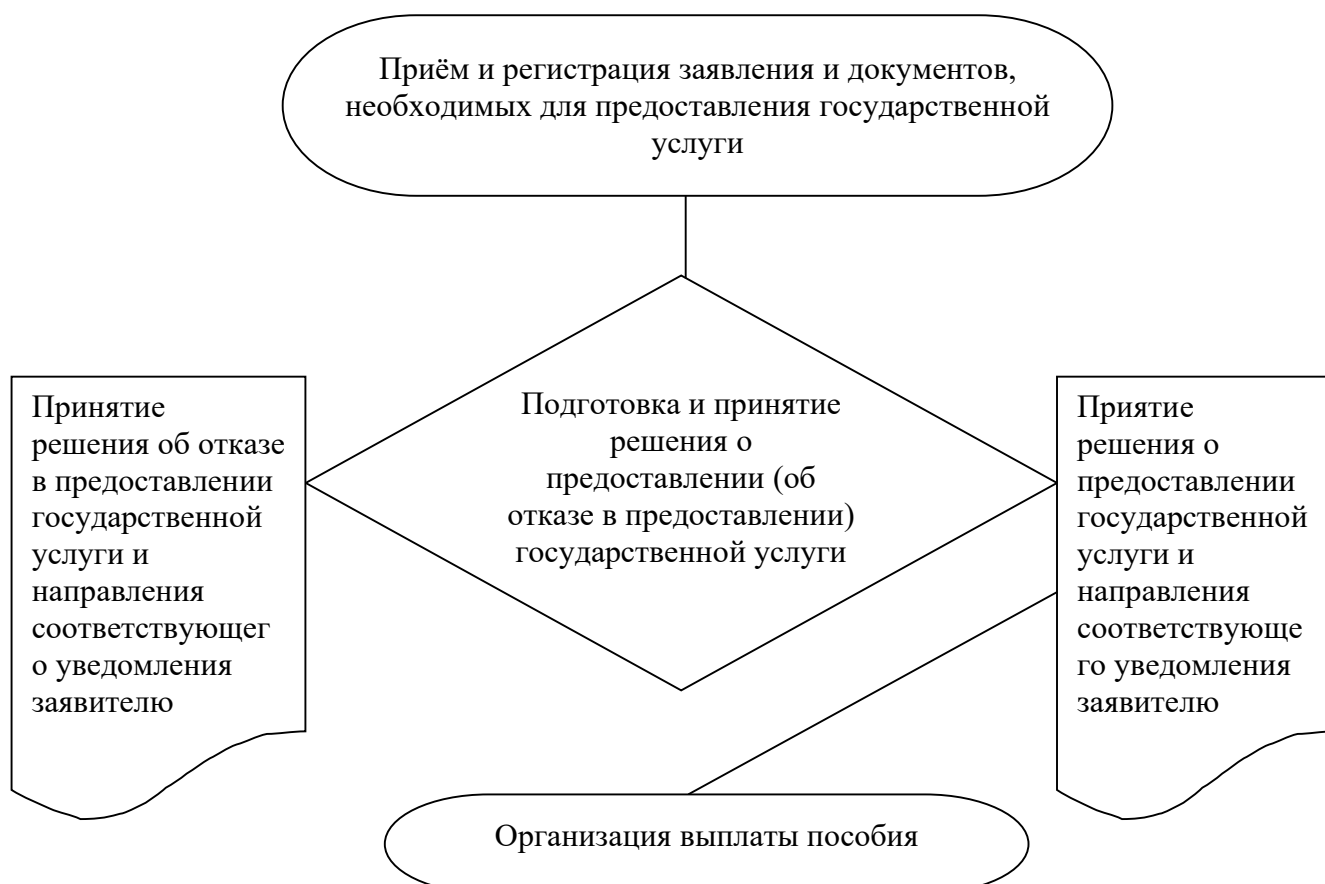 Приём и регистрация заявления и документов,
необходимых для предоставления государственной
услуги
Принятие
решения об отказе
в предоставлении
государственной
услуги и
направления
соответствующег
о уведомления
заявителю
Подготовка и принятие
решения о
предоставлении (об
отказе в предоставлении)
государственной услуги
Приятие
решения о
предоставлении
государственной
услуги и
направления
соответствующе
го уведомления
заявителю
Организация выплаты пособия